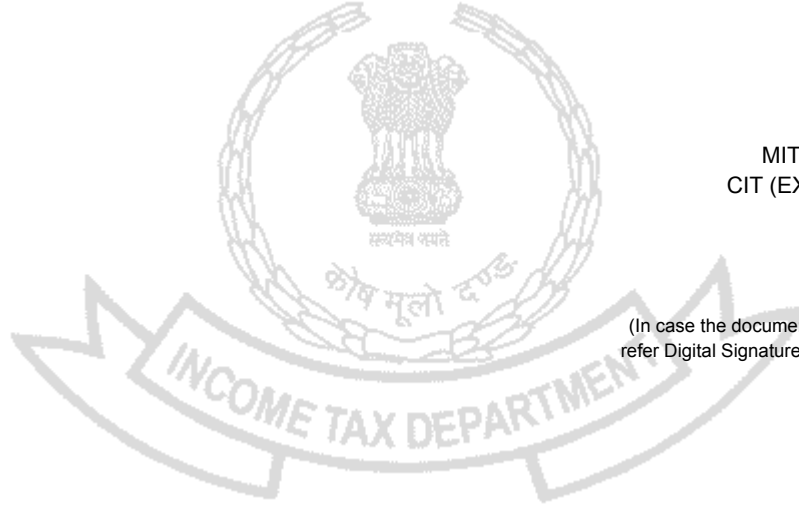 MIT
CIT (EX
सत्यमेव जयते
कोष मूलो दण्डः
(In case the docume
refer Digital Signature
INCOME TAX DEPARTMENT